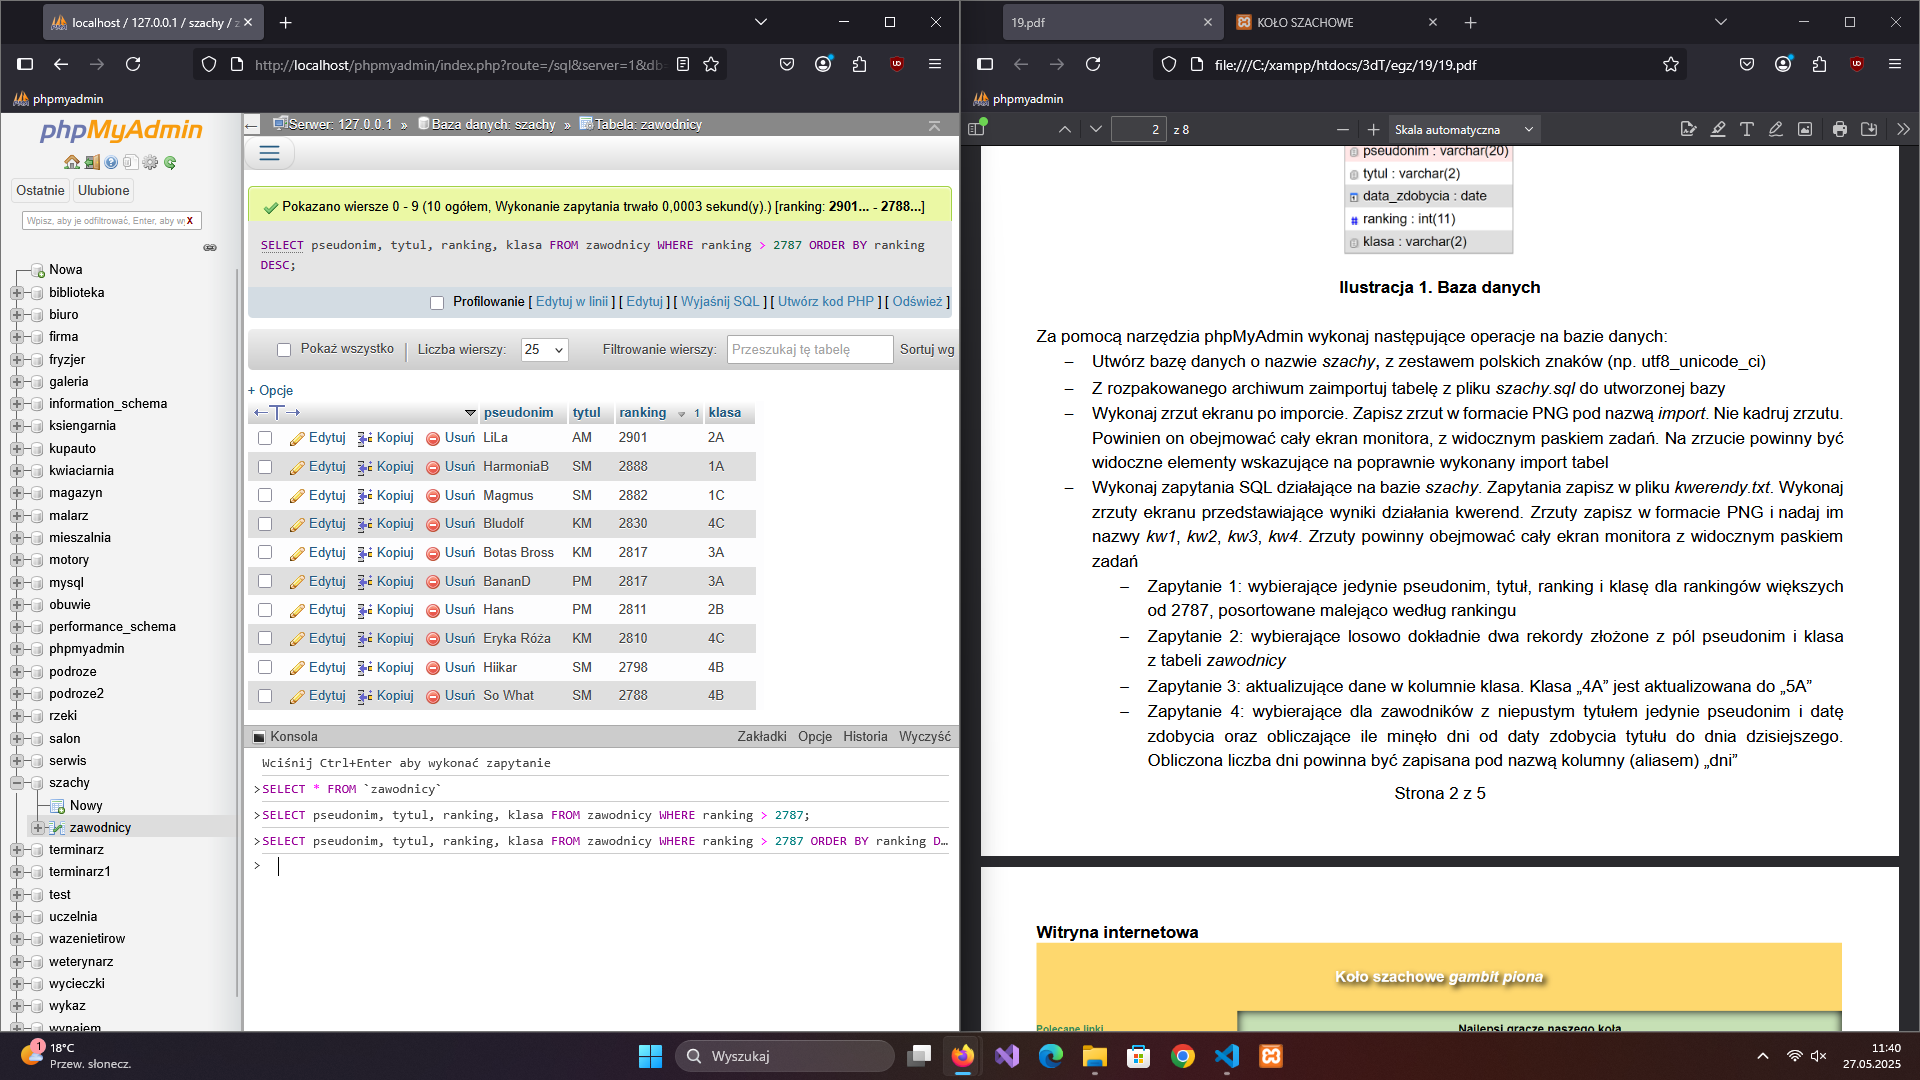 localhost / 127.0.0.1 / szachy / z
http://localhost/phpmyadmin/index.php?route=/sql&server=1&db=
phpmyadmin
phpMyAdmin
Ostatnie
Ulubione
Wpisz, aby je odfiltrować, Enter, aby wy
X
Nowa
biblioteka
biuro
firma
fryzjer
galeria
information_schema
ksiengarnia
kupauto
kwiaciarnia
magazyn
malarz
mieszalnia
motory
mysql
obuwie
performance_schema
phpmyadmin
podroze
podroze2
rzeki
salon
serwis
szachy
Nowy
zawodnicy
terminarz
terminarz1
test
uczelnia
wazenietirow
weterynarz
wycieczki
wykaz
wynajem
Serwer: 127.0.0.1 » Baza danych: szachy » Tabela: zawodnicy
Pokazano wiersze 0 - 9 (10 ogółem, Wykonanie zapytania trwało 0,0003 sekund(y).) [ranking: 2901... - 2788...]
SELECT pseudonim, tytul, ranking, klasa FROM zawodnicy WHERE ranking > 2787 ORDER BY ranking
DESC;
Profilowanie [ Edytuj w linii ] [ Edytuj ] [ Wyjaśnij SQL ] [ Utwórz kod PHP ] [ Odśwież ]
Pokaż wszystko Liczba wierszy: 25 Filtrowanie wierszy: Przeszukaj tę tabelę Sortuj wg
+ Opcje
←T→ pseudonim tytul ranking 1 klasa
Edytuj Kopiuj Usuń LiLa AM 2901 2A
Edytuj Kopiuj Usuń HarmoniaB SM 2888 1A
Edytuj Kopiuj Usuń Magmus SM 2882 1C
Edytuj Kopiuj Usuń Bludolf KM 2830 4C
Edytuj Kopiuj Usuń Botas Bross KM 2817 3A
Edytuj Kopiuj Usuń BananD PM 2817 3A
Edytuj Kopiuj Usuń Hans PM 2811 2B
Edytuj Kopiuj Usuń Eryka Róża KM 2810 4C
Edytuj Kopiuj Usuń Hiikar SM 2798 4B
Edytuj Kopiuj Usuń So What SM 2788 4B
Konsola Zakładki Opcje Historia Wyczyść
Wciśnij Ctrl+Enter aby wykonać zapytanie
>SELECT * FROM `zawodnicy`
>SELECT pseudonim, tytul, ranking, klasa FROM zawodnicy WHERE ranking > 2787;
>SELECT pseudonim, tytul, ranking, klasa FROM zawodnicy WHERE ranking > 2787 ORDER BY ranking D…
>
19.pdf
KOŁO SZACHOWE
file:///C:/xampp/htdocs/3dT/egz/19/19.pdf
phpmyadmin
2 z 8
Skala automatyczna
pseudonim : varchar(20)
tytul : varchar(2)
data_zdobycia : date
ranking : int(11)
klasa : varchar(2)
Ilustracja 1. Baza danych
Za pomocą narzędzia phpMyAdmin wykonaj następujące operacje na bazie danych:
– Utwórz bazę danych o nazwie szachy, z zestawem polskich znaków (np. utf8_unicode_ci)
– Z rozpakowanego archiwum zaimportuj tabelę z pliku szachy.sql do utworzonej bazy
– Wykonaj zrzut ekranu po imporcie. Zapisz zrzut w formacie PNG pod nazwą import. Nie kadruj zrzutu.
Powinien on obejmować cały ekran monitora, z widocznym paskiem zadań. Na zrzucie powinny być
widoczne elementy wskazujące na poprawnie wykonany import tabel
– Wykonaj zapytania SQL działające na bazie szachy. Zapytania zapisz w pliku kwerendy.txt. Wykonaj
zrzuty ekranu przedstawiające wyniki działania kwerend. Zrzuty zapisz w formacie PNG i nadaj im
nazwy kw1, kw2, kw3, kw4. Zrzuty powinny obejmować cały ekran monitora z widocznym paskiem
zadań
– Zapytanie 1: wybierające jedynie pseudonim, tytuł, ranking i klasę dla rankingów większych
od 2787, posortowane malejąco według rankingu
– Zapytanie 2: wybierające losowo dokładnie dwa rekordy złożone z pól pseudonim i klasa
z tabeli zawodnicy
– Zapytanie 3: aktualizujące dane w kolumnie klasa. Klasa „4A” jest aktualizowana do „5A”
– Zapytanie 4: wybierające dla zawodników z niepustym tytułem jedynie pseudonim i datę
zdobycia oraz obliczające ile minęło dni od daty zdobycia tytułu do dnia dzisiejszego.
Obliczona liczba dni powinna być zapisana pod nazwą kolumny (aliasem) „dni”
Strona 2 z 5
Witryna internetowa
Koło szachowe gambit piona
Polecane linki
Najlepsi gracze naszego koła
1
18°C
Przew. słonecz.
Wyszukaj
11:40
27.05.2025